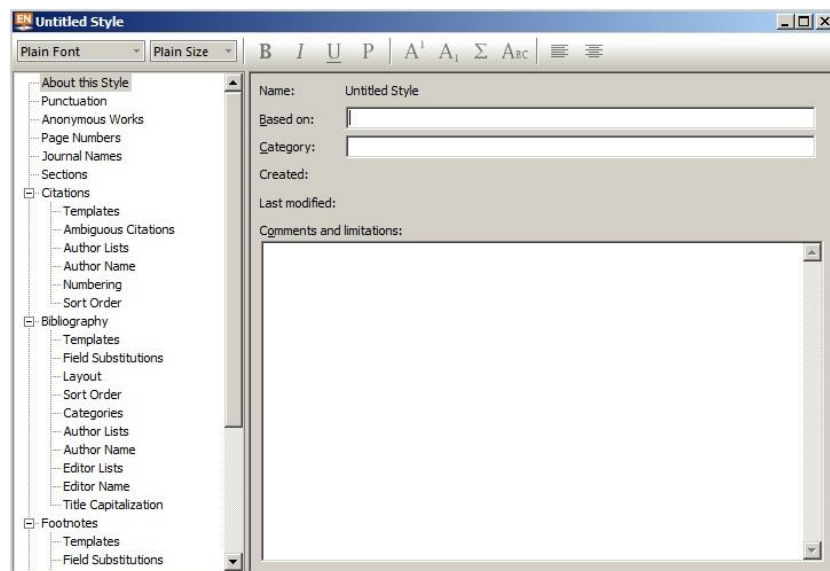 EN Untitled Style
Plain Font Plain Size B I U P A¹ A₁ Σ ABC
About this Style
Punctuation
Anonymous Works
Page Numbers
Journal Names
Sections
Citations
Templates
Ambiguous Citations
Author Lists
Author Name
Numbering
Sort Order
Bibliography
Templates
Field Substitutions
Layout
Sort Order
Categories
Author Lists
Author Name
Editor Lists
Editor Name
Title Capitalization
Footnotes
Templates
Field Substitutions
Name: Untitled Style
Based on:
Category:
Created:
Last modified:
Comments and limitations: